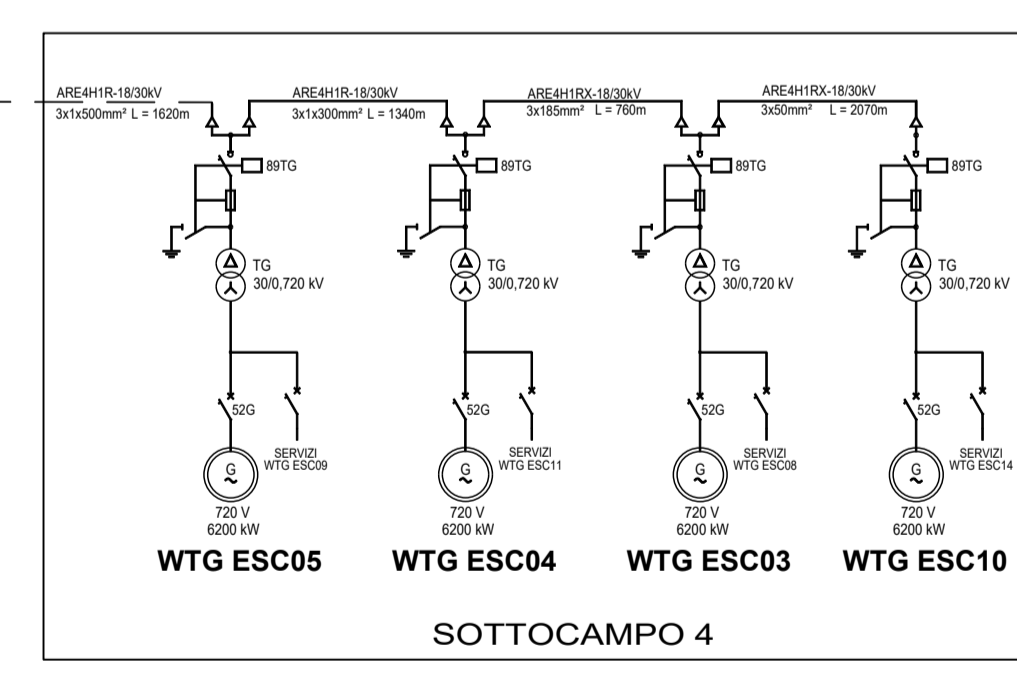 ARE4H1R-18/30kV
3x1x500mm² L = 1620m
ARE4H1R-18/30kV
3x1x300mm² L = 1340m
ARE4H1RX-18/30kV
3x185mm² L = 760m
ARE4H1RX-18/30kV
3x50mm² L = 2070m
89TG
89TG
89TG
89TG
TG
30/0,720 kV
TG
30/0,720 kV
TG
30/0,720 kV
TG
30/0,720 kV
52G
52G
52G
52G
SERVIZI
WTG ESC09
SERVIZI
WTG ESC11
SERVIZI
WTG ESC08
SERVIZI
WTG ESC14
G
G
G
G
720 V
6200 kW
720 V
6200 kW
720 V
6200 kW
720 V
6200 kW
WTG ESC05
WTG ESC04
WTG ESC03
WTG ESC10
SOTTOCAMPO 4